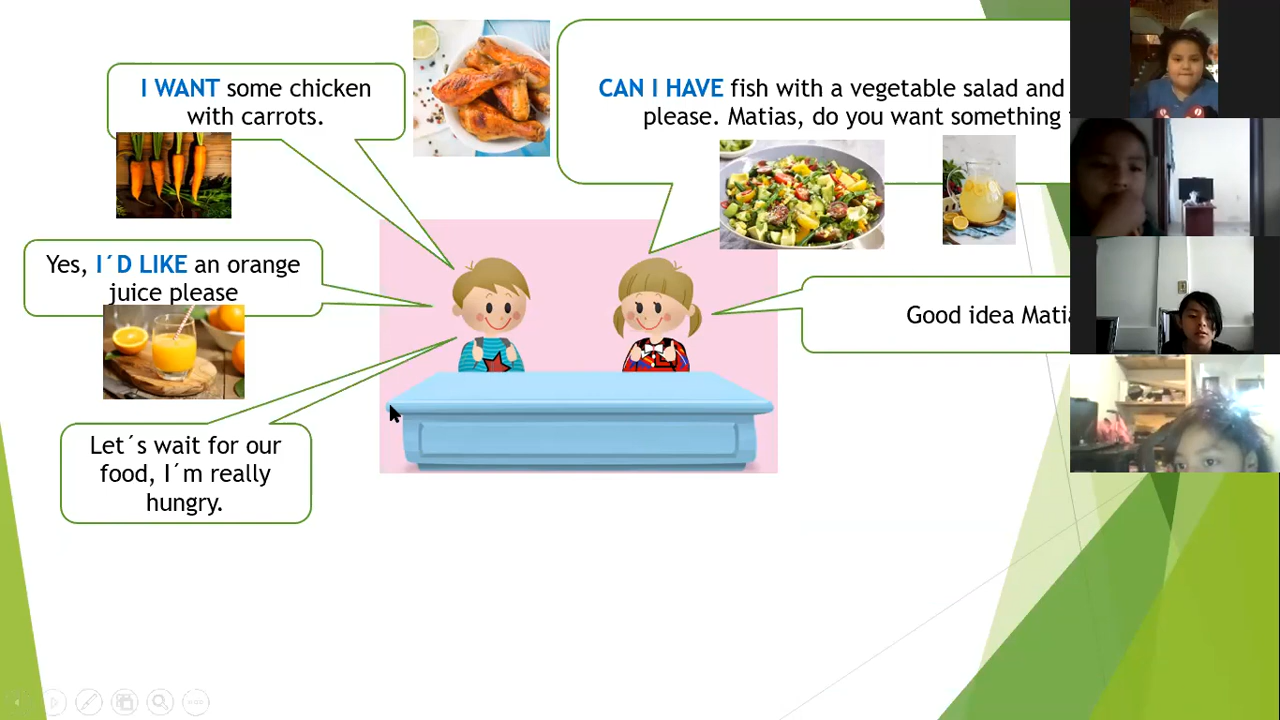 I WANT some chicken
with carrots.
CAN I HAVE fish with a vegetable salad and
please. Matias, do you want something
Yes, I´D LIKE an orange
juice please
Good idea
Let´s wait for our
food, I´m really
hungry.